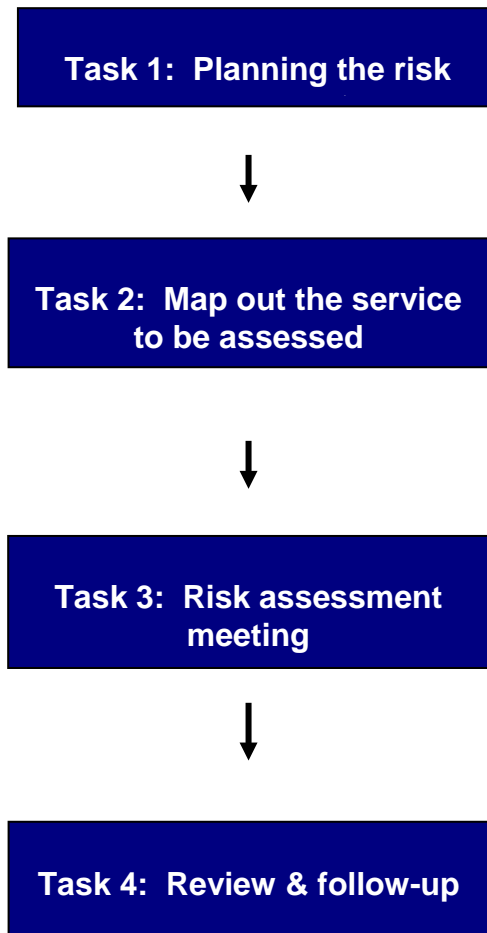 Task 1:  Planning the risk
Task 2:  Map out the service
to be assessed
Task 3:  Risk assessment
meeting
Task 4:  Review & follow-up